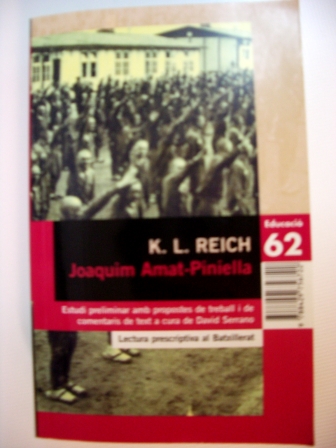 K. L. REICH
Joaquim Amat-Piniella
Educació
62
Estudi preliminar amb propostes de treball i de
comentaris de text a cura de David Serrano
Lectura prescriptiva al Batxillerat